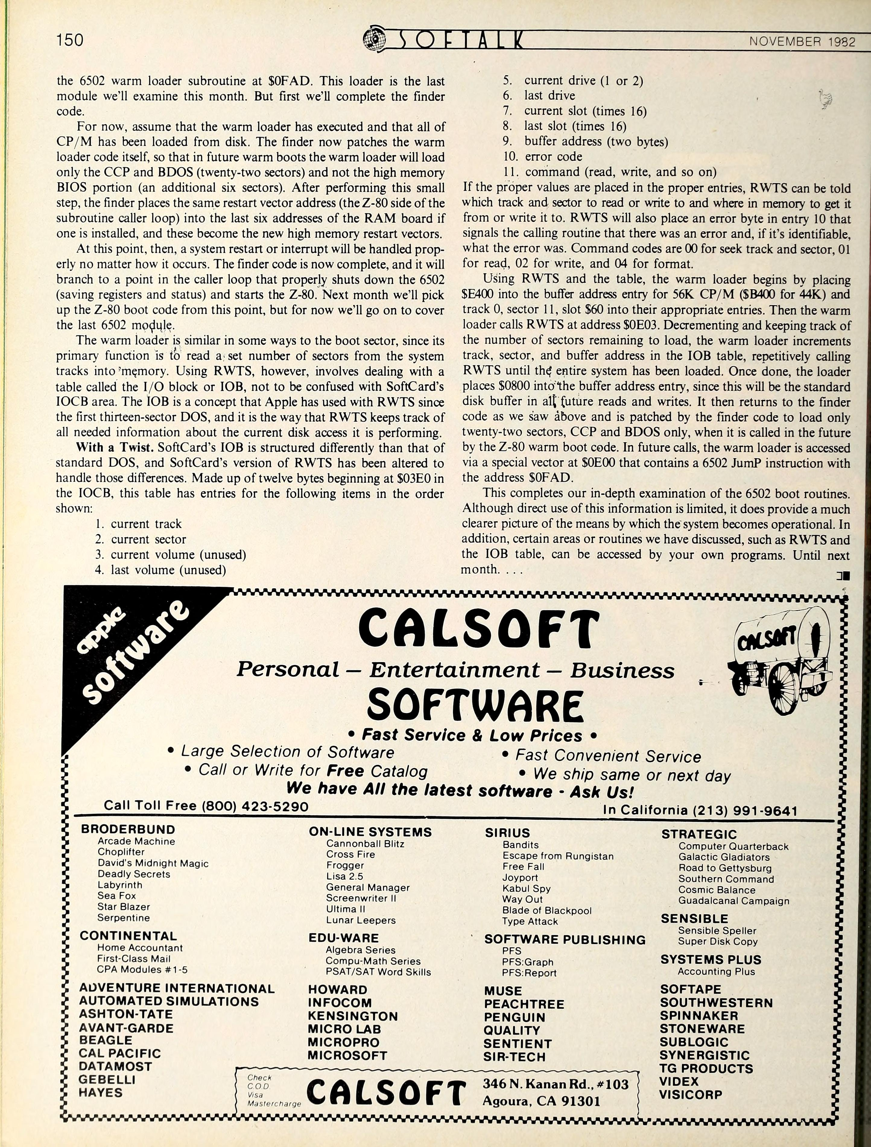 150
SOFTALK
NOVEMBER 1982
the 6502 warm loader subroutine at $0FAD. This loader is the last
module we'll examine this month. But first we'll complete the finder
code.
For now, assume that the warm loader has executed and that all of
CP/M has been loaded from disk. The finder now patches the warm
loader code itself, so that in future warm boots the warm loader will load
only the CCP and BDOS (twenty-two sectors) and not the high memory
BIOS portion (an additional six sectors). After performing this small
step, the finder places the same restart vector address (the Z-80 side of the
subroutine caller loop) into the last six addresses of the RAM board if
one is installed, and these become the new high memory restart vectors.
At this point, then, a system restart or interrupt will be handled prop-
erly no matter how it occurs. The finder code is now complete, and it will
branch to a point in the caller loop that properly shuts down the 6502
(saving registers and status) and starts the Z-80. Next month we'll pick
up the Z-80 boot code from this point, but for now we'll go on to cover
the last 6502 module.
The warm loader is similar in some ways to the boot sector, since its
primary function is to read a set number of sectors from the system
tracks into memory. Using RWTS, however, involves dealing with a
table called the I/O block or IOB, not to be confused with SoftCard's
IOCB area. The IOB is a concept that Apple has used with RWTS since
the first thirteen-sector DOS, and it is the way that RWTS keeps track of
all needed information about the current disk access it is performing.
With a Twist. SoftCard's IOB is structured differently than that of
standard DOS, and SoftCard's version of RWTS has been altered to
handle those differences. Made up of twelve bytes beginning at $03E0 in
the IOCB, this table has entries for the following items in the order
shown:
1. current track
2. current sector
3. current volume (unused)
4. last volume (unused)
5. current drive (1 or 2)
6. last drive
7. current slot (times 16)
8. last slot (times 16)
9. buffer address (two bytes)
10. error code
11. command (read, write, and so on)
If the proper values are placed in the proper entries, RWTS can be told
which track and sector to read or write to and where in memory to get it
from or write it to. RWTS will also place an error byte in entry 10 that
signals the calling routine that there was an error and, if it's identifiable,
what the error was. Command codes are 00 for seek track and sector, 01
for read, 02 for write, and 04 for format.
Using RWTS and the table, the warm loader begins by placing
$E400 into the buffer address entry for 56K CP/M ($B400 for 44K) and
track 0, sector 11, slot $60 into their appropriate entries. Then the warm
loader calls RWTS at address $0E03. Decrementing and keeping track of
the number of sectors remaining to load, the warm loader increments
track, sector, and buffer address in the IOB table, repetitively calling
RWTS until the entire system has been loaded. Once done, the loader
places $0800 into the buffer address entry, since this will be the standard
disk buffer in all future reads and writes. It then returns to the finder
code as we saw above and is patched by the finder code to load only
twenty-two sectors, CCP and BDOS only, when it is called in the future
by the Z-80 warm boot code. In future calls, the warm loader is accessed
via a special vector at $0E00 that contains a 6502 JumP instruction with
the address $0FAD.
This completes our in-depth examination of the 6502 boot routines.
Although direct use of this information is limited, it does provide a much
clearer picture of the means by which the system becomes operational. In
addition, certain areas or routines we have discussed, such as RWTS and
the IOB table, can be accessed by your own programs. Until next
month. . . .
apple
software
CALSOFT
CALSOFT
Personal — Entertainment — Business
SOFTWARE
• Fast Service & Low Prices •
• Large Selection of Software
• Fast Convenient Service
• Call or Write for Free Catalog
• We ship same or next day
We have All the latest software - Ask Us!
Call Toll Free (800) 423-5290
In California (213) 991-9641
BRODERBUND
Arcade Machine
Choplifter
David's Midnight Magic
Deadly Secrets
Labyrinth
Sea Fox
Star Blazer
Serpentine
CONTINENTAL
Home Accountant
First-Class Mail
CPA Modules #1-5
ADVENTURE INTERNATIONAL
AUTOMATED SIMULATIONS
ASHTON-TATE
AVANT-GARDE
BEAGLE
CAL PACIFIC
DATAMOST
GEBELLI
HAYES
ON-LINE SYSTEMS
Cannonball Blitz
Cross Fire
Frogger
Lisa 2.5
General Manager
Screenwriter II
Ultima II
Lunar Leepers
EDU-WARE
Algebra Series
Compu-Math Series
PSAT/SAT Word Skills
HOWARD
INFOCOM
KENSINGTON
MICRO LAB
MICROPRO
MICROSOFT
SIRIUS
Bandits
Escape from Rungistan
Free Fall
Joyport
Kabul Spy
Way Out
Blade of Blackpool
Type Attack
SOFTWARE PUBLISHING
PFS
PFS:Graph
PFS:Report
MUSE
PEACHTREE
PENGUIN
QUALITY
SENTIENT
SIR-TECH
STRATEGIC
Computer Quarterback
Galactic Gladiators
Road to Gettysburg
Southern Command
Cosmic Balance
Guadalcanal Campaign
SENSIBLE
Sensible Speller
Super Disk Copy
SYSTEMS PLUS
Accounting Plus
SOFTAPE
SOUTHWESTERN
SPINNAKER
STONEWARE
SUBLOGIC
SYNERGISTIC
TG PRODUCTS
VIDEX
VISICORP
Check
C.O.D
Visa
Mastercharge
CALSOFT
346 N. Kanan Rd., #103
Agoura, CA 91301